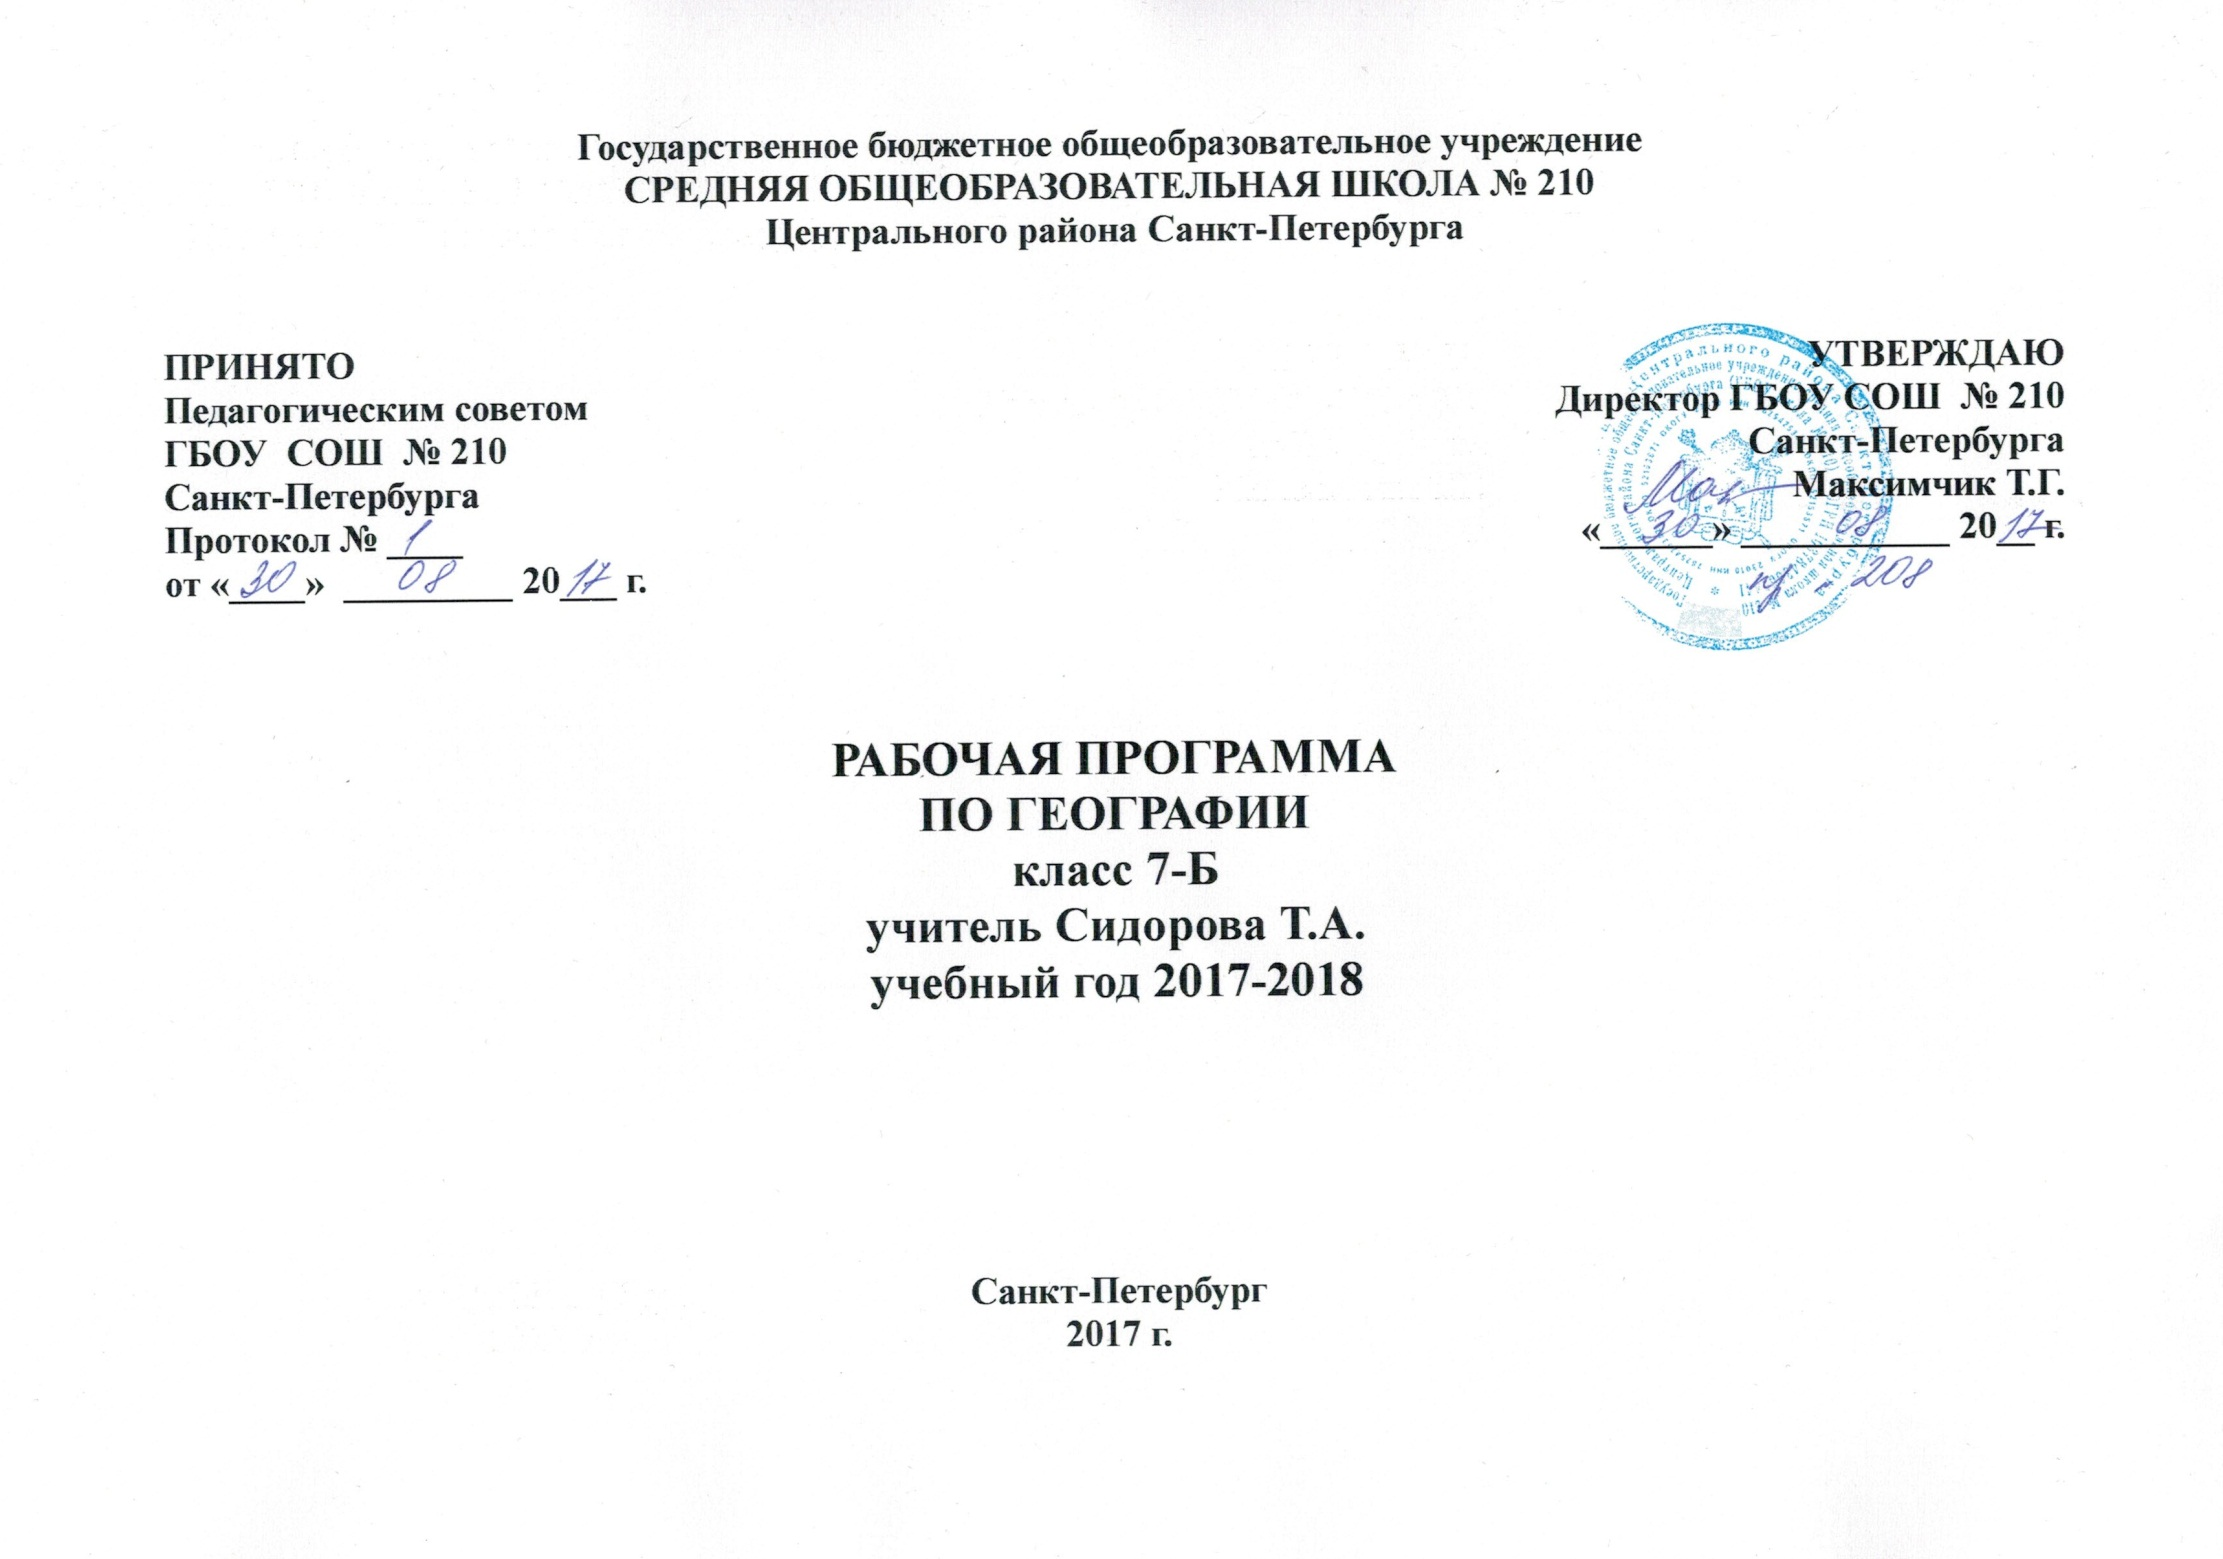 Государственное бюджетное общеобразовательное учреждение
СРЕДНЯЯ ОБЩЕОБРАЗОВАТЕЛЬНАЯ ШКОЛА № 210
Центрального района Санкт-Петербурга
ПРИНЯТО
Педагогическим советом
ГБОУ СОШ № 210
Санкт-Петербурга
Протокол № 1
от «30» 08 2017 г.
УТВЕРЖДАЮ
Директор ГБОУ СОШ № 210
Санкт-Петербурга
Максимчик Т.Г.
«30» 08 2017 г.
пр - 208
РАБОЧАЯ ПРОГРАММА
ПО ГЕОГРАФИИ
класс 7-Б
учитель Сидорова Т.А.
учебный год 2017-2018
Санкт-Петербург
2017 г.